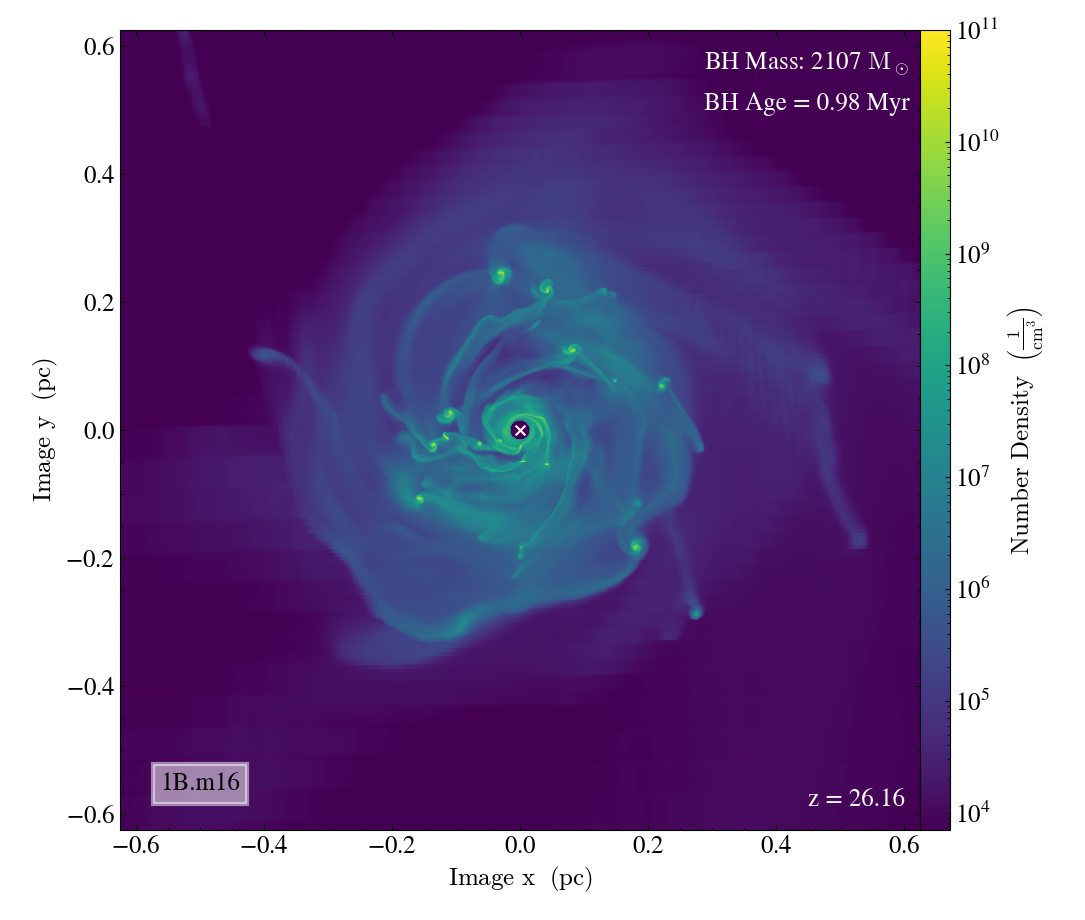 BH Mass: 2107 M⊙
BH Age = 0.98 Myr
1B.m16
z = 26.16
0.6
0.4
0.2
0.0
−0.2
−0.4
−0.6
Image y (pc)
−0.6 −0.4 −0.2 0.0 0.2 0.4 0.6
Image x (pc)
10¹¹
10¹⁰
10⁹
10⁸
10⁷
10⁶
10⁵
10⁴
Number Density (1/cm³)